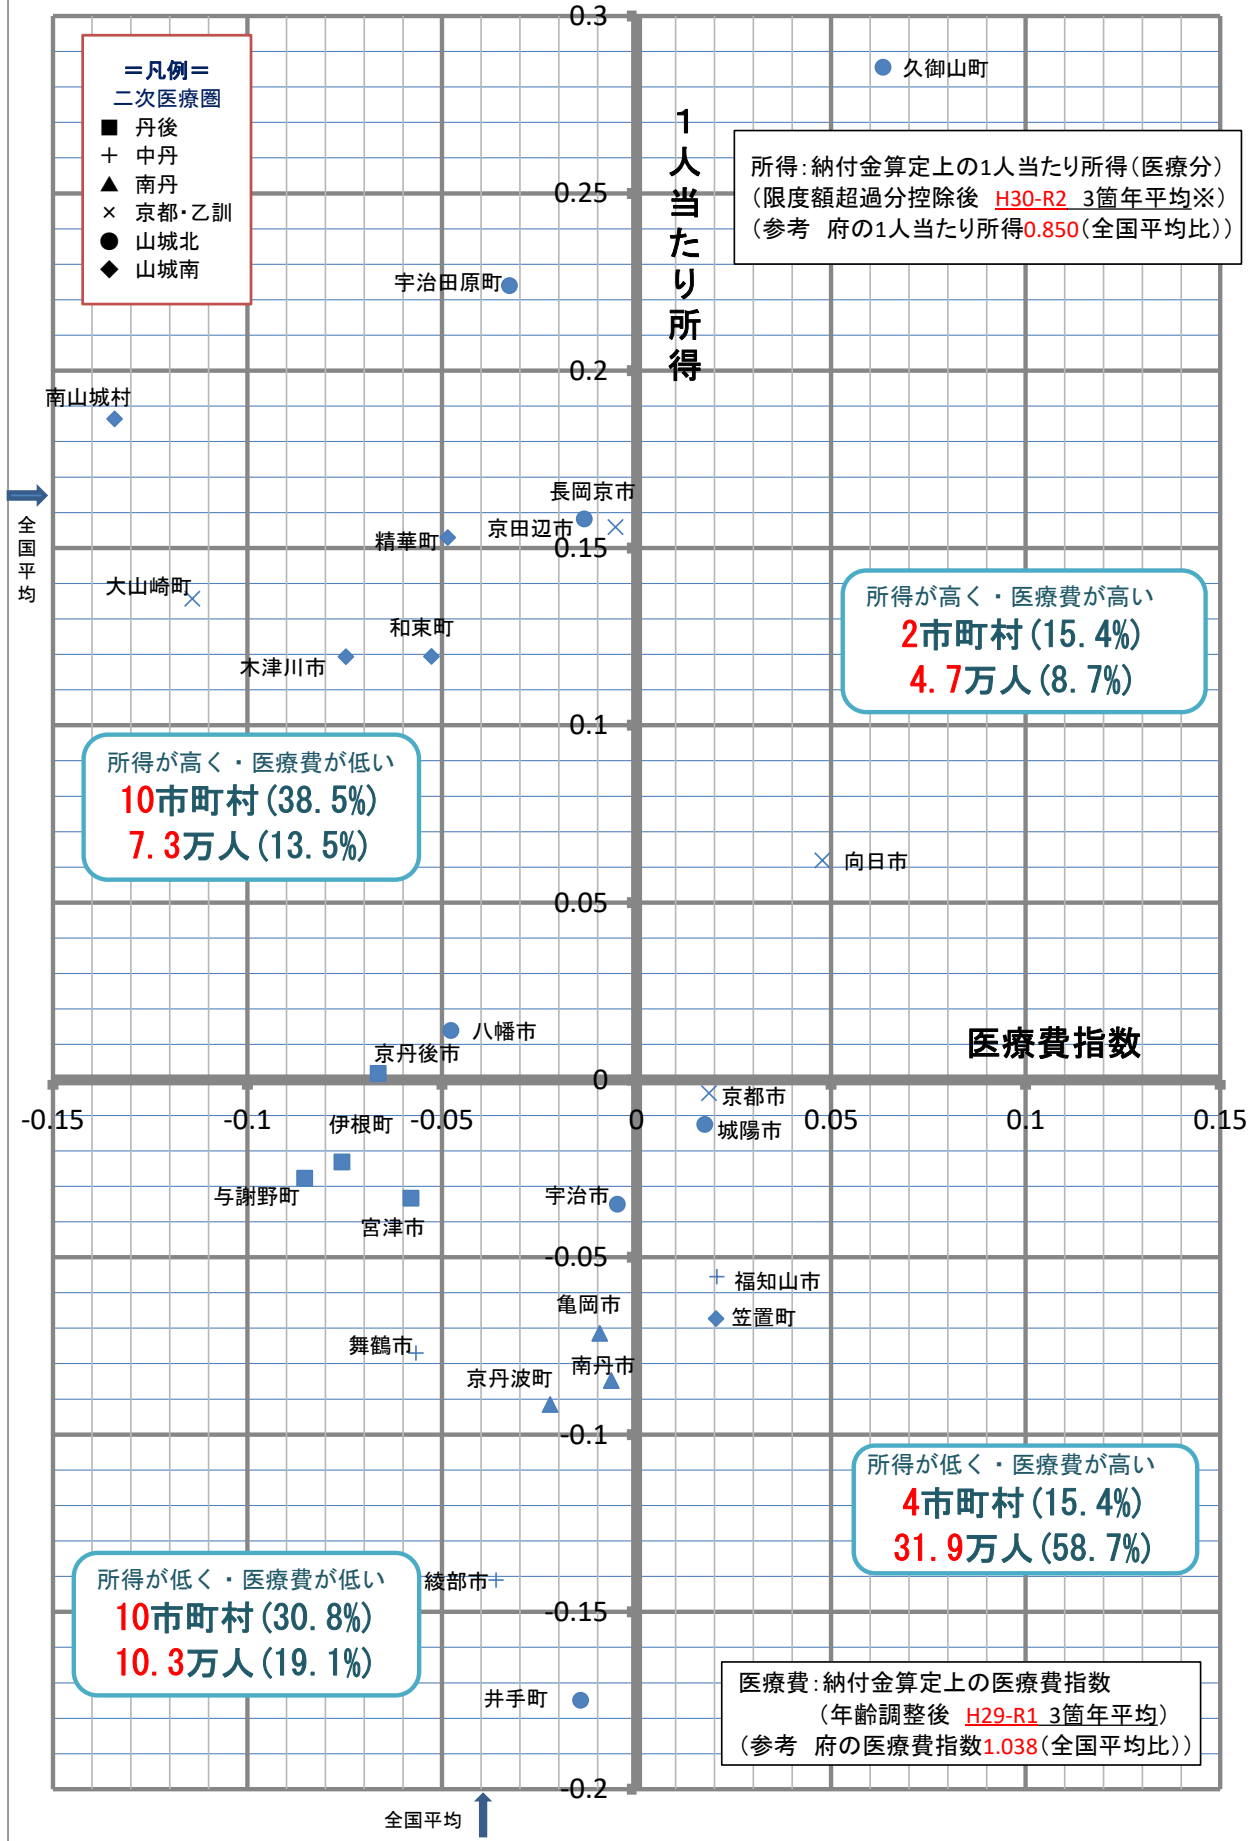 0.3
久御山町
＝凡例＝
二次医療圏
■ 丹後
＋ 中丹
▲ 南丹
× 京都・乙訓
● 山城北
◆ 山城南
1人当たり所得
所得：納付金算定上の1人当たり所得（医療分）
（限度額超過分控除後 H30-R2 3箇年平均※）
（参考 府の1人当たり所得0.850（全国平均比））
0.25
宇治田原町
0.2
南山城村
全国平均
長岡京市
京田辺市
精華町
0.15
大山崎町
和束町
木津川市
所得が高く・医療費が高い
2市町村(15.4%)
4.7万人(8.7%)
0.1
所得が高く・医療費が低い
10市町村(38.5%)
7.3万人(13.5%)
向日市
0.05
八幡市
京丹後市
医療費指数
0
京都市
-0.15 -0.1 -0.05 0 0.05 0.1 0.15
伊根町
城陽市
与謝野町
宮津市
宇治市
-0.05
福知山市
亀岡市
笠置町
舞鶴市
南丹市
京丹波町
-0.1
所得が低く・医療費が高い
4市町村(15.4%)
31.9万人(58.7%)
所得が低く・医療費が低い
10市町村(30.8%)
10.3万人(19.1%)
綾部市
-0.15
井手町
医療費：納付金算定上の医療費指数
（年齢調整後 H29-R1 3箇年平均）
（参考 府の医療費指数1.038（全国平均比））
-0.2
全国平均